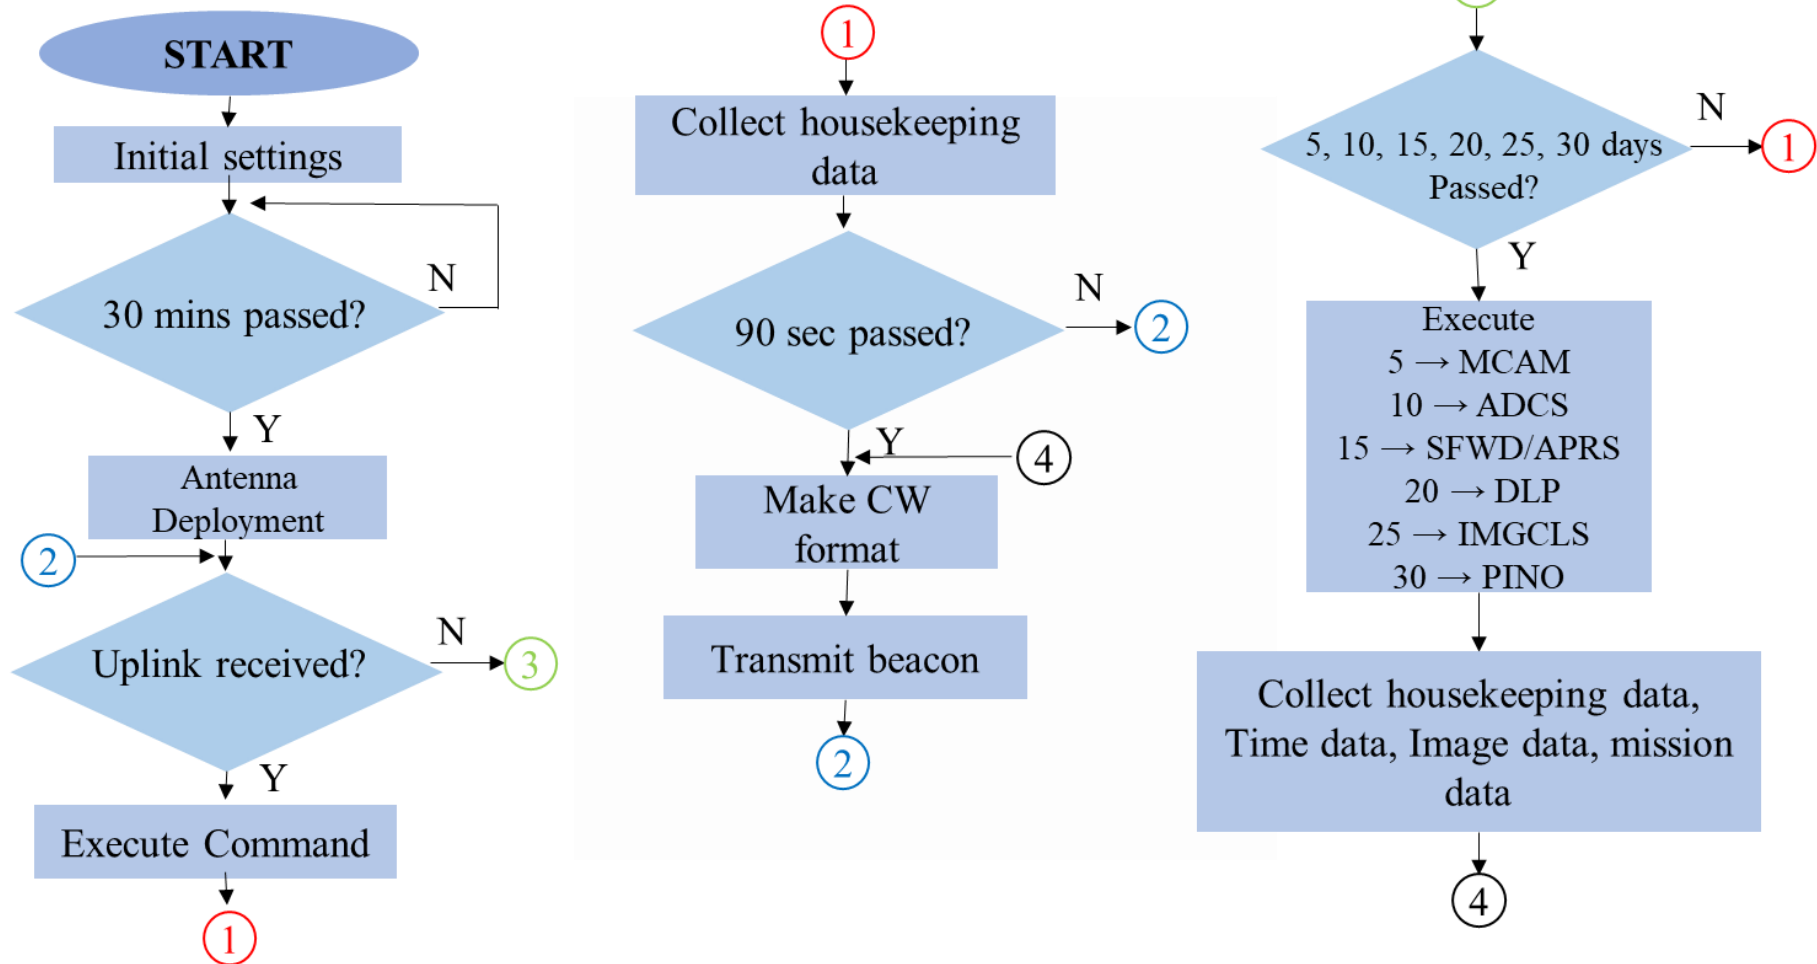 START
Initial settings
30 mins passed?
N
Y
Antenna
Deployment
2
Uplink received?
N
3
Y
Execute Command
1
1
Collect housekeeping
data
90 sec passed?
N
2
Y
4
Make CW
format
Transmit beacon
2
5, 10, 15, 20, 25, 30 days
Passed?
N
1
Y
Execute
5 → MCAM
10 → ADCS
15 → SFWD/APRS
20 → DLP
25 → IMGCLS
30 → PINO
Collect housekeeping data,
Time data, Image data, mission
data
4